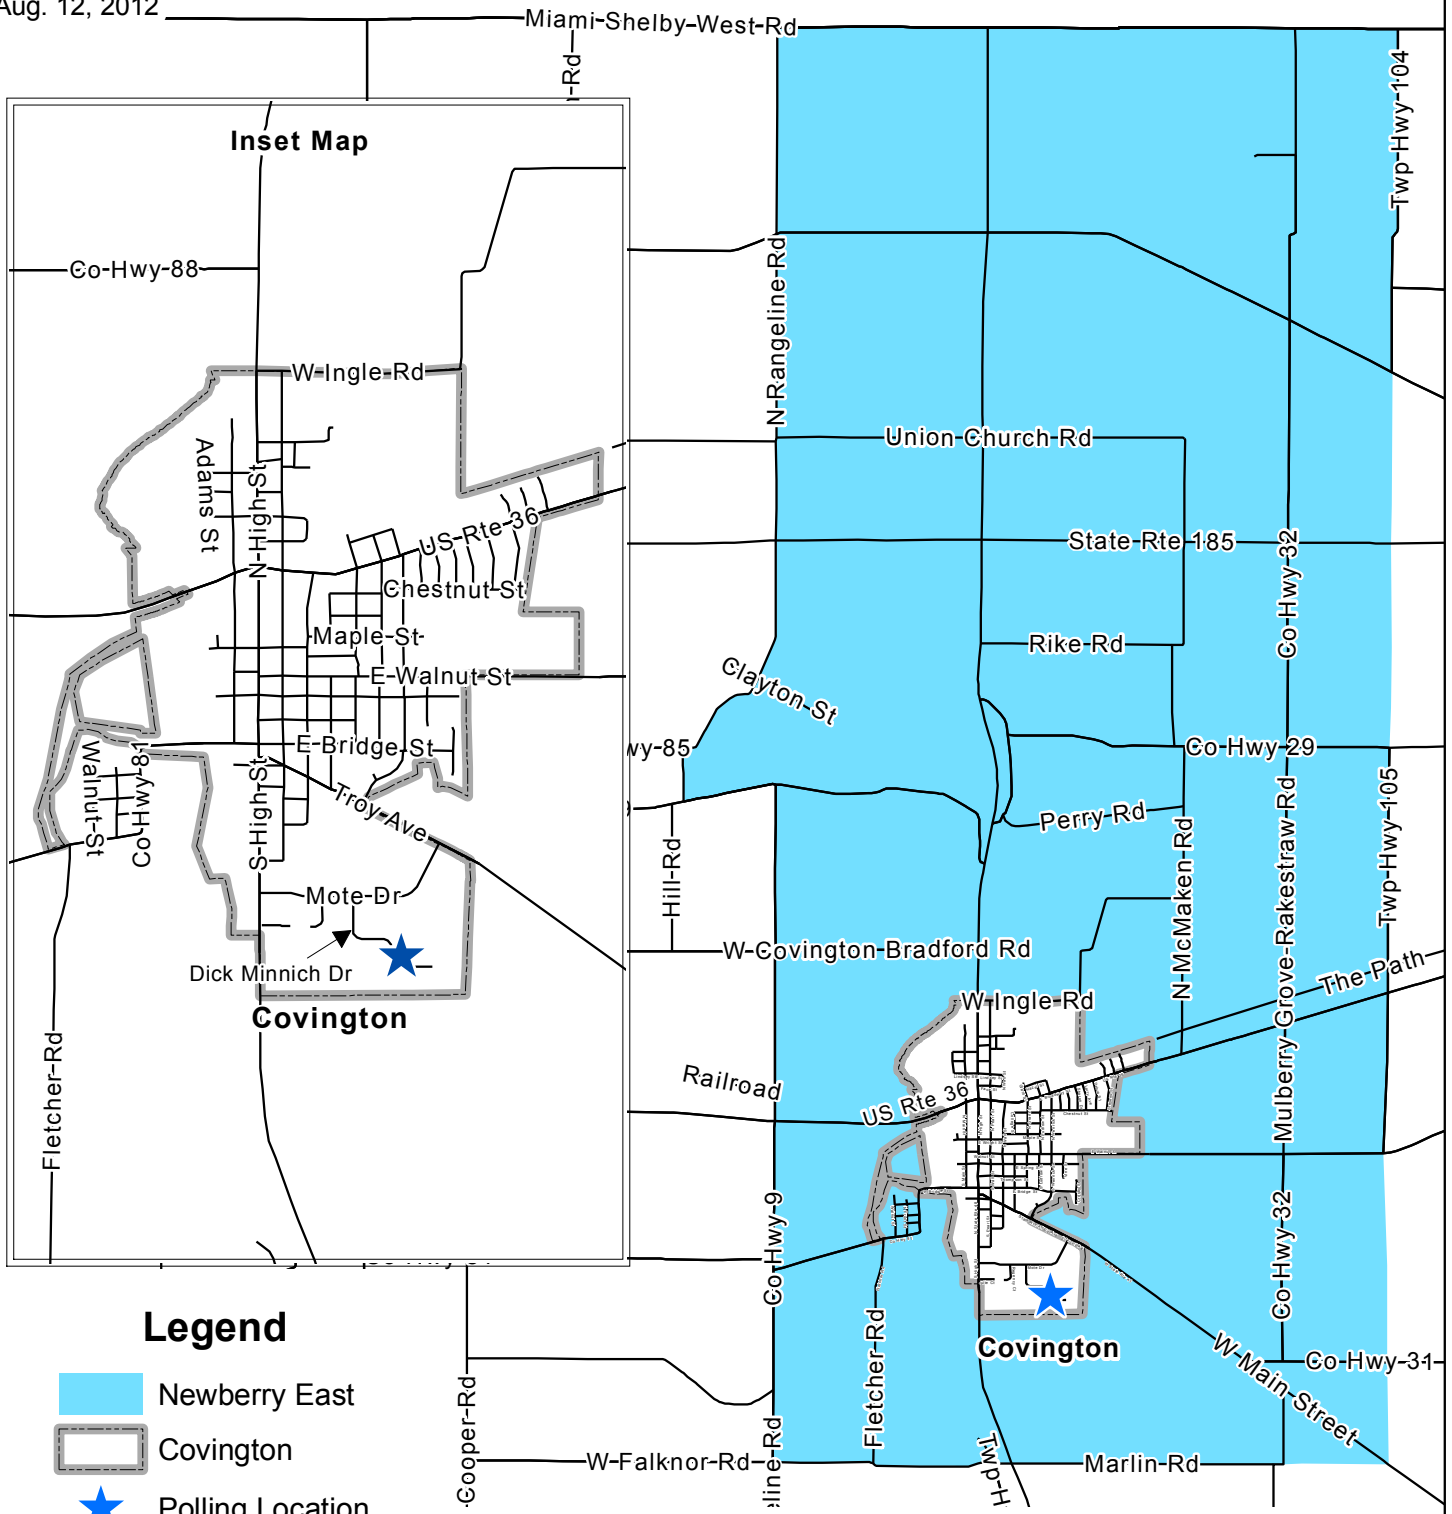 Aug. 12, 2012
Miami-Shelby-West-Rd
-Rd
Twp-Hwy-104
Inset Map
Co-Hwy-88
N-Rangeline-Rd
W Ingle Rd
Union Church Rd
Adams St
N-High-St
US-Rte-36
State-Rte-185
Co Hwy-32
Chestnut St
Maple-St
Rike-Rd
E-Walnut St
Clayton St
E-Bridge-St
wy-85
Co Hwy 29
Walnut-St
Co-Hwy-81
S-High-St
Troy-Ave
Twp-Hwy-105
Perry Rd
Mulberry-Grove-Rakestraw Rd
N-McMaken-Rd
Hill-Rd
Mote-Dr
W-Covington-Bradford Rd
Dick Minnich Dr
The Path
W Ingle Rd
Covington
Fletcher-Rd
Railroad
US Rte 36
Co-Hwy-9
Co-Hwy-32
Legend
Covington
W-Main-Street
Co-Hwy-31
Newberry East
Fletcher-Rd
Cooper-Rd
Covington
eline-Rd
Twp-H
W-Falknor-Rd
Marlin-Rd
Polling Location